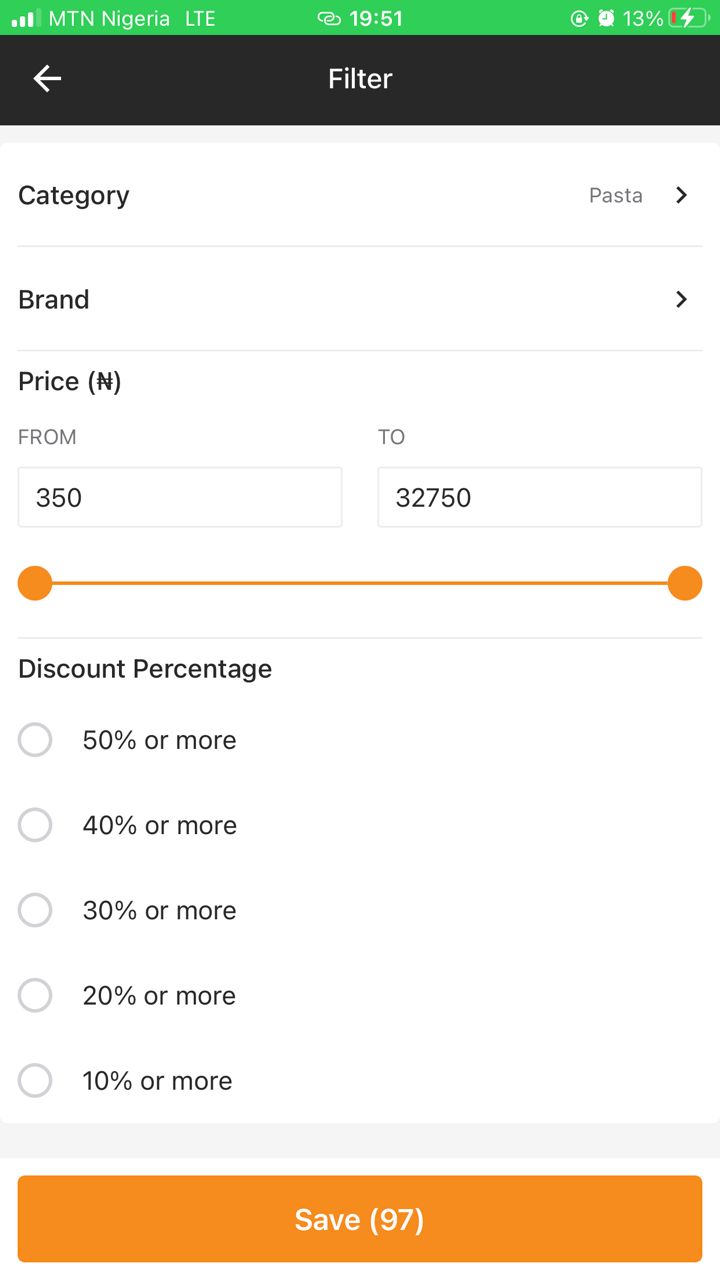 MTN Nigeria LTE 19:51 13%
Filter
Category Pasta
Brand
Price (₦)
FROM TO
350 32750
Discount Percentage
50% or more
40% or more
30% or more
20% or more
10% or more
Save (97)